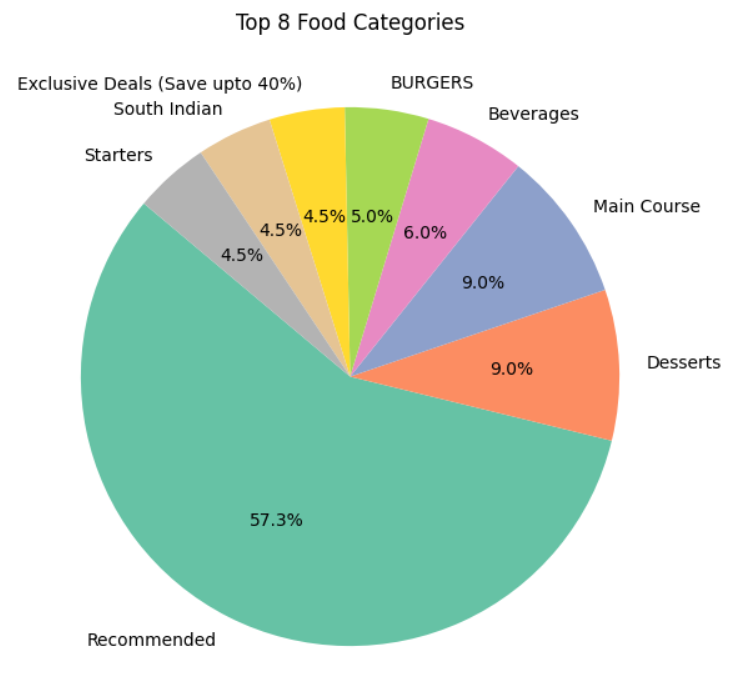 Top 8 Food Categories
Exclusive Deals (Save upto 40%)
BURGERS
South Indian
Beverages
Starters
Main Course
4.5%
5.0%
4.5%
6.0%
4.5%
9.0%
Desserts
9.0%
57.3%
Recommended